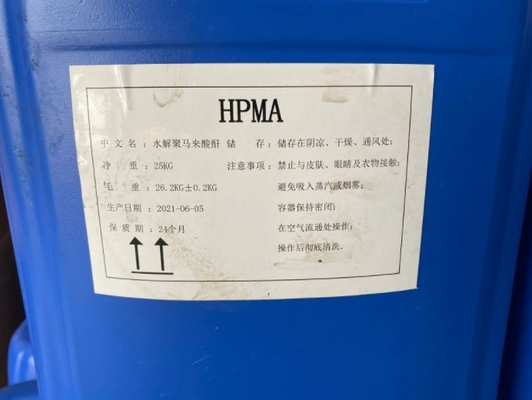 HPMA
中文名：水解聚马来酸酐 储 存：储存在阴凉、干燥、通风处；
净 重：25KG 注意事项：禁止与皮肤、眼睛及衣物接触；
毛 重：26.2KG±0.2KG 避免吸入蒸汽或烟雾；
生产日期：2021-06-05 容器保持密闭；
保 质 期：24个月 在空气流通处操作；
操作后彻底清洗.